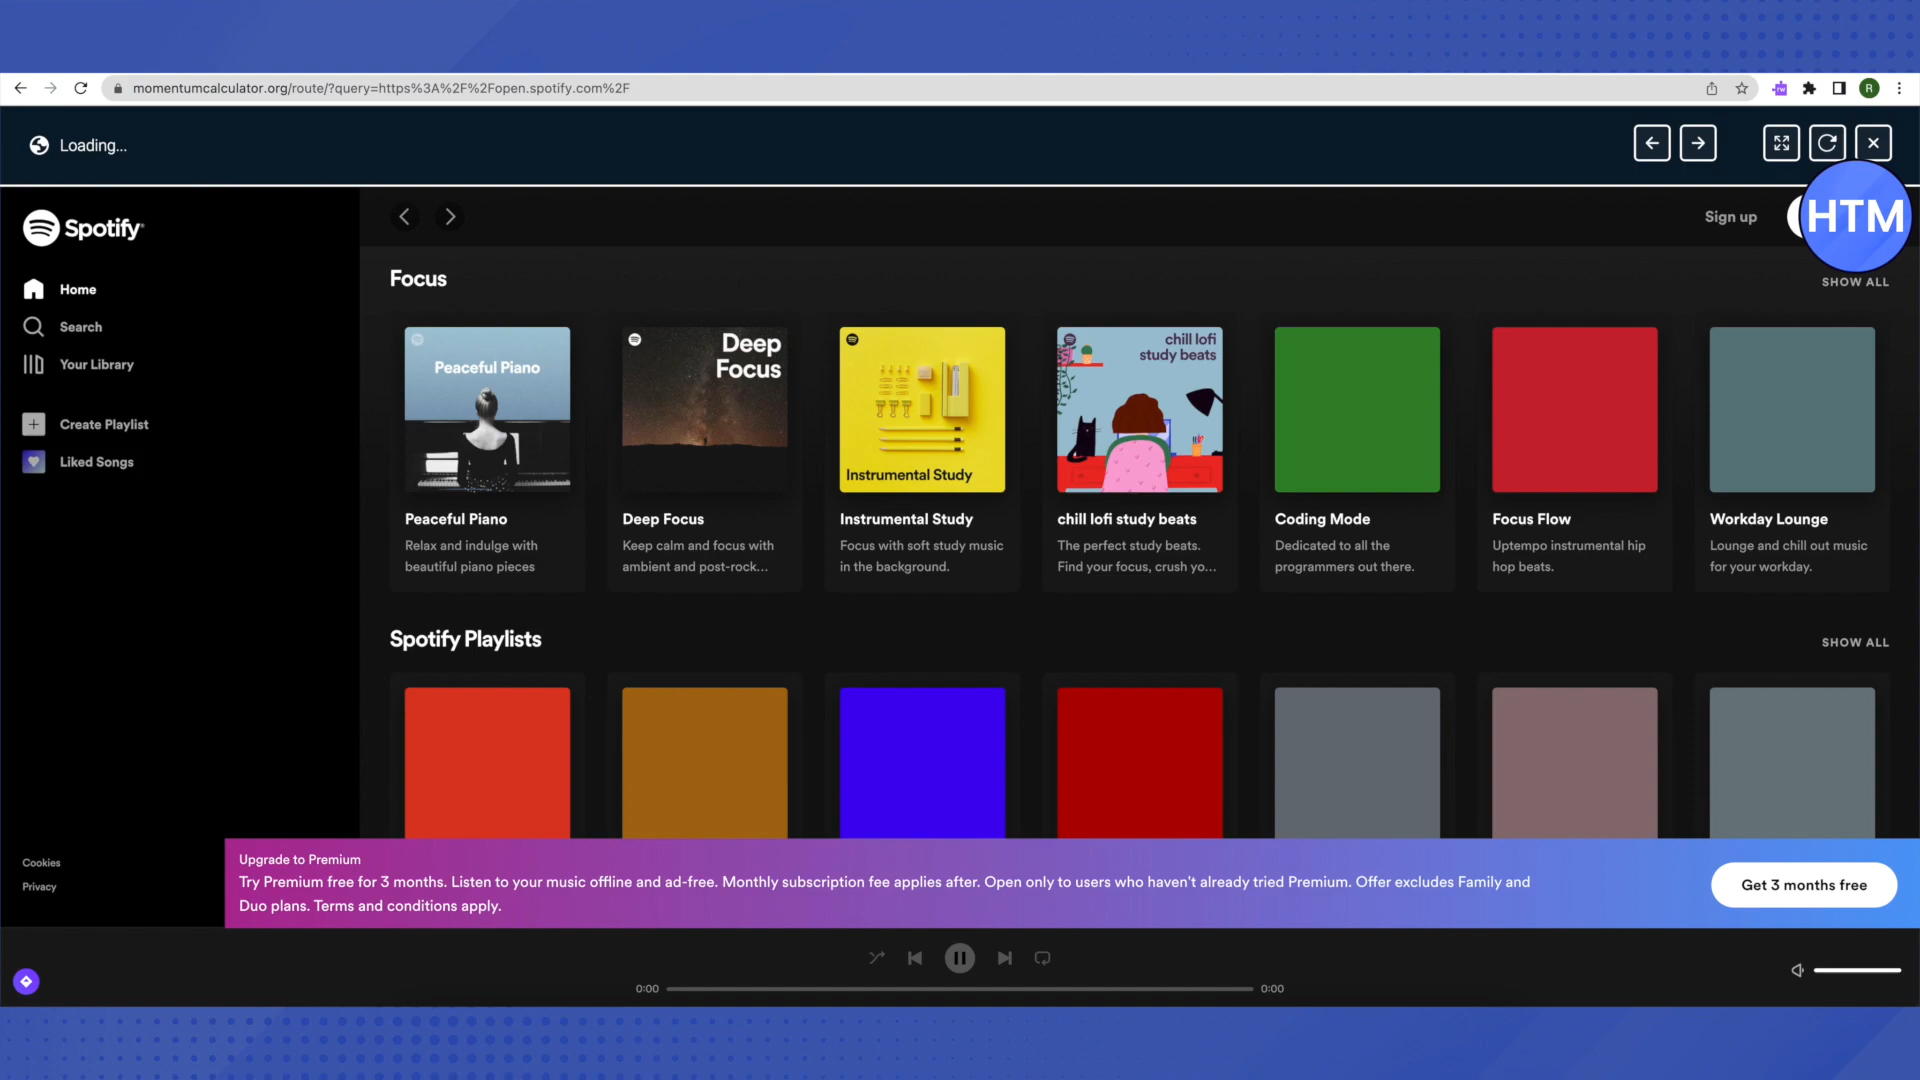 momentumcalculator.org/route/?query=https%3A%2F%2Fopen.spotify.com%2F
R
Loading...
Spotify
Sign up
HTM
Home
Search
Your Library
Create Playlist
Liked Songs
Focus
SHOW ALL
Peaceful Piano
Deep
Focus
Instrumental Study
chill lofi
study beats
Peaceful Piano
Relax and indulge with
beautiful piano pieces
Deep Focus
Keep calm and focus with
ambient and post-rock...
Instrumental Study
Focus with soft study music
in the background.
chill lofi study beats
The perfect study beats.
Find your focus, crush yo...
Coding Mode
Dedicated to all the
programmers out there.
Focus Flow
Uptempo instrumental hip
hop beats.
Workday Lounge
Lounge and chill out music
for your workday.
Spotify Playlists
SHOW ALL
Cookies
Privacy
Upgrade to Premium
Try Premium free for 3 months. Listen to your music offline and ad-free. Monthly subscription fee applies after. Open only to users who haven't already tried Premium. Offer excludes Family and
Duo plans. Terms and conditions apply.
Get 3 months free
0:00
0:00